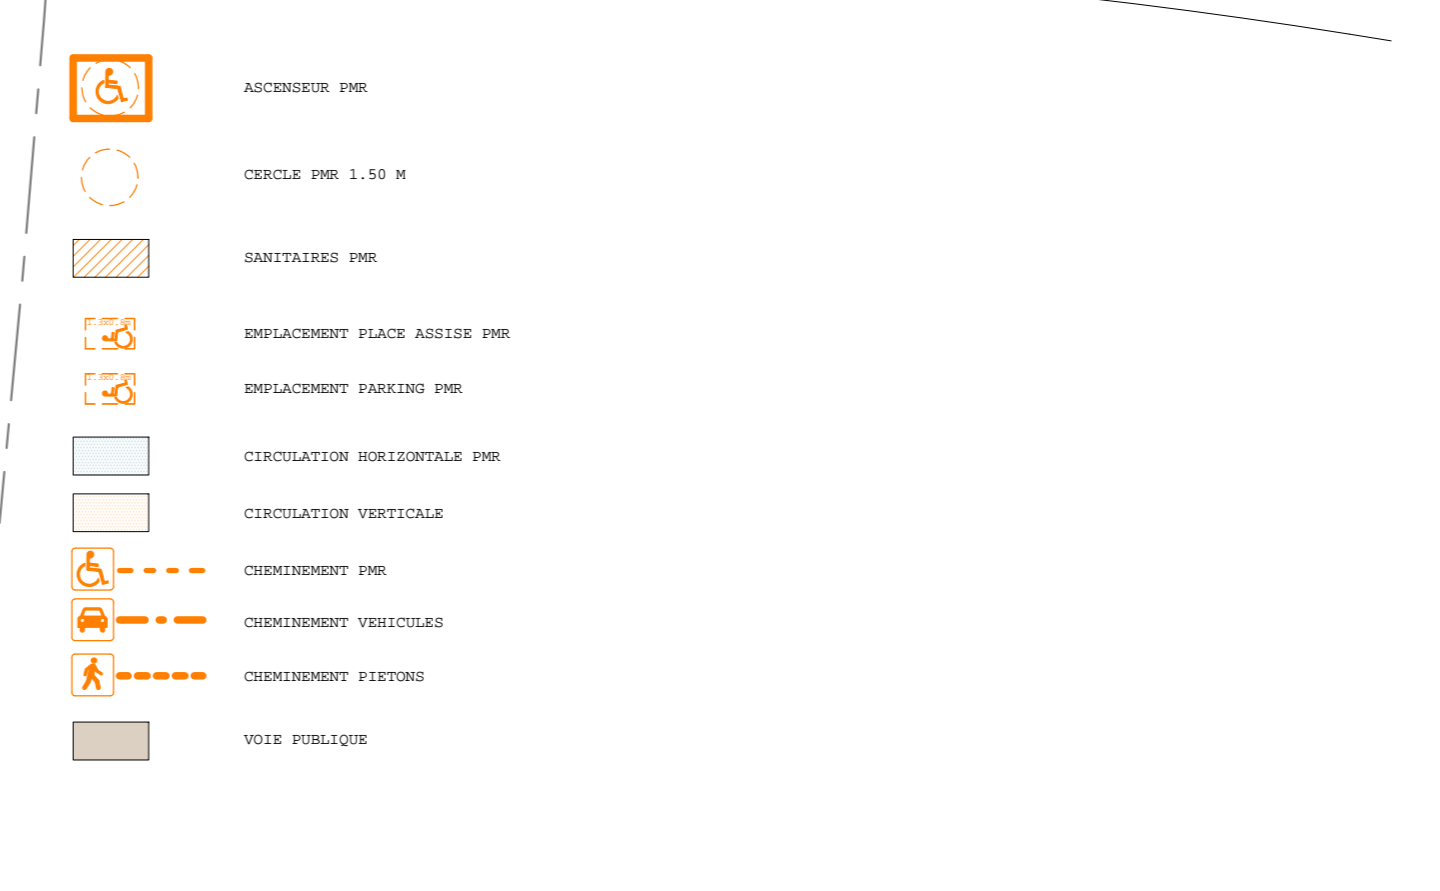 ASCENSEUR PMR
CERCLE PMR 1.50 M
SANITAIRES PMR
EMPLACEMENT PLACE ASSISE PMR
EMPLACEMENT PARKING PMR
CIRCULATION HORIZONTALE PMR
CIRCULATION VERTICALE
CHEMINEMENT PMR
CHEMINEMENT VEHICULES
CHEMINEMENT PIETONS
VOIE PUBLIQUE